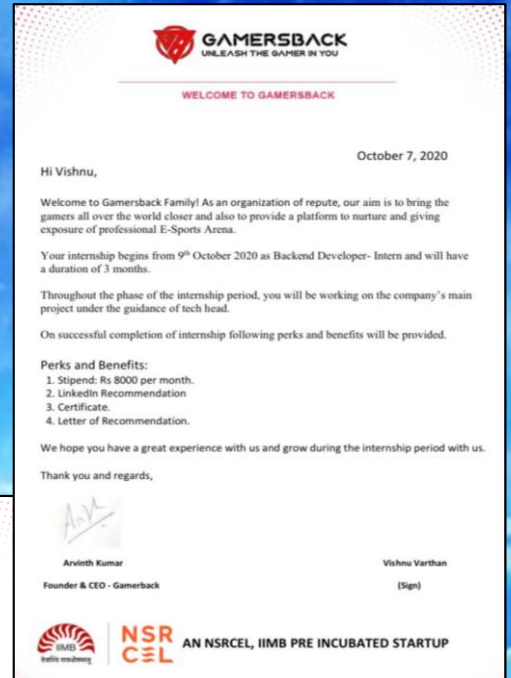 GAMERSBACK
UNLEASH THE GAMER IN YOU
WELCOME TO GAMERSBACK
October 7, 2020
Hi Vishnu,
Welcome to Gamersback Family! As an organization of repute, our aim is to bring the
gamers all over the world closer and also to provide a platform to nurture and giving
exposure of professional E-Sports Arena.
Your internship begins from 9th October 2020 as Backend Developer- Intern and will have
a duration of 3 months.
Throughout the phase of the internship period, you will be working on the company's main
project under the guidance of tech head.
On successful completion of internship following perks and benefits will be provided.
Perks and Benefits:
1. Stipend: Rs 8000 per month.
2. LinkedIn Recommendation
3. Certificate.
4. Letter of Recommendation.
We hope you have a great experience with us and grow during the internship period with us.
Thank you and regards,
Arvinth Kumar
Vishnu Varthan
Founder & CEO - Gamerback
(Sign)
IIMB
NSR
CEL
AN NSRCEL, IIMB PRE INCUBATED STARTUP